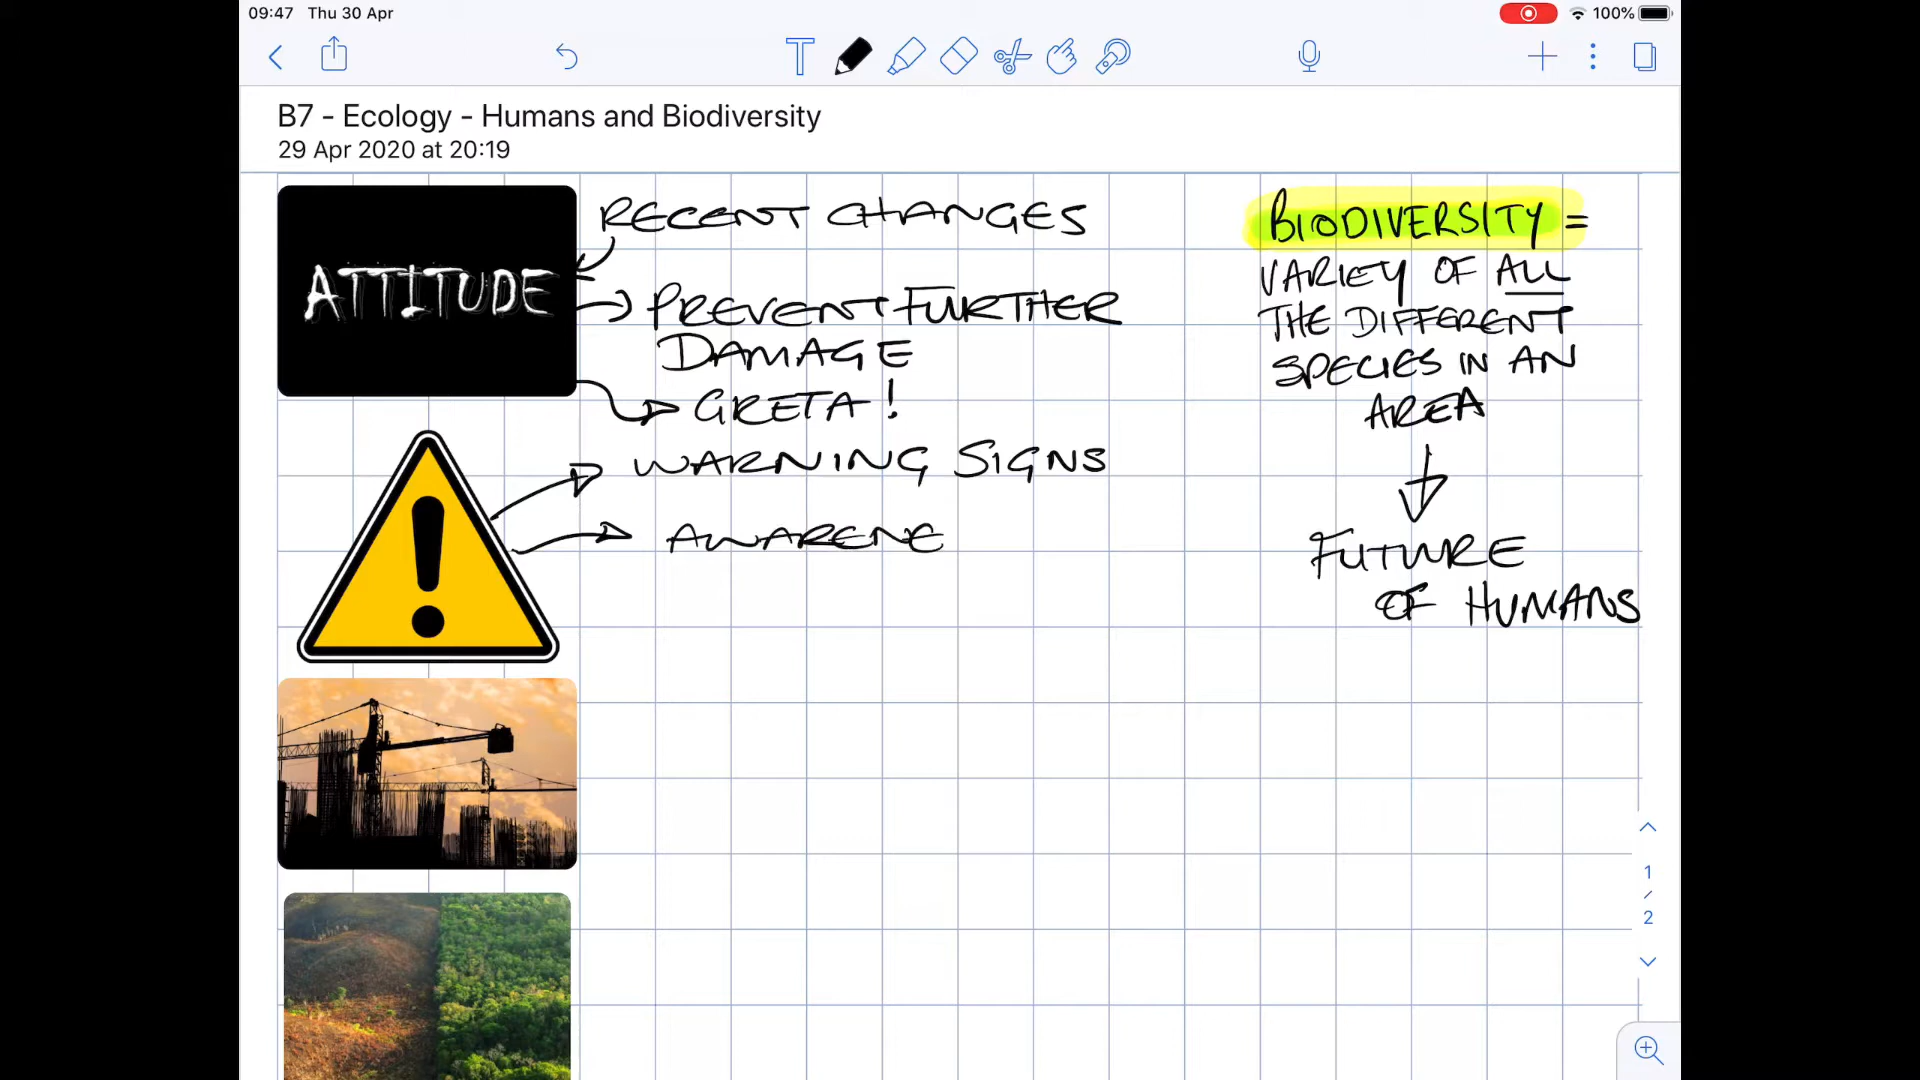 09:47 Thu 30 Apr
100%
B7 - Ecology - Humans and Biodiversity
29 Apr 2020 at 20:19
ATTITUDE
RECENT CHANGES
PREVENT FURTHER
DAMAGE
GRETA!
WARNING SIGNS
AWARENE
BIODIVERSITY =
VARIETY OF ALL
THE DIFFERENT
SPECIES IN AN
AREA
FUTURE
OF HUMANS
1
/
2